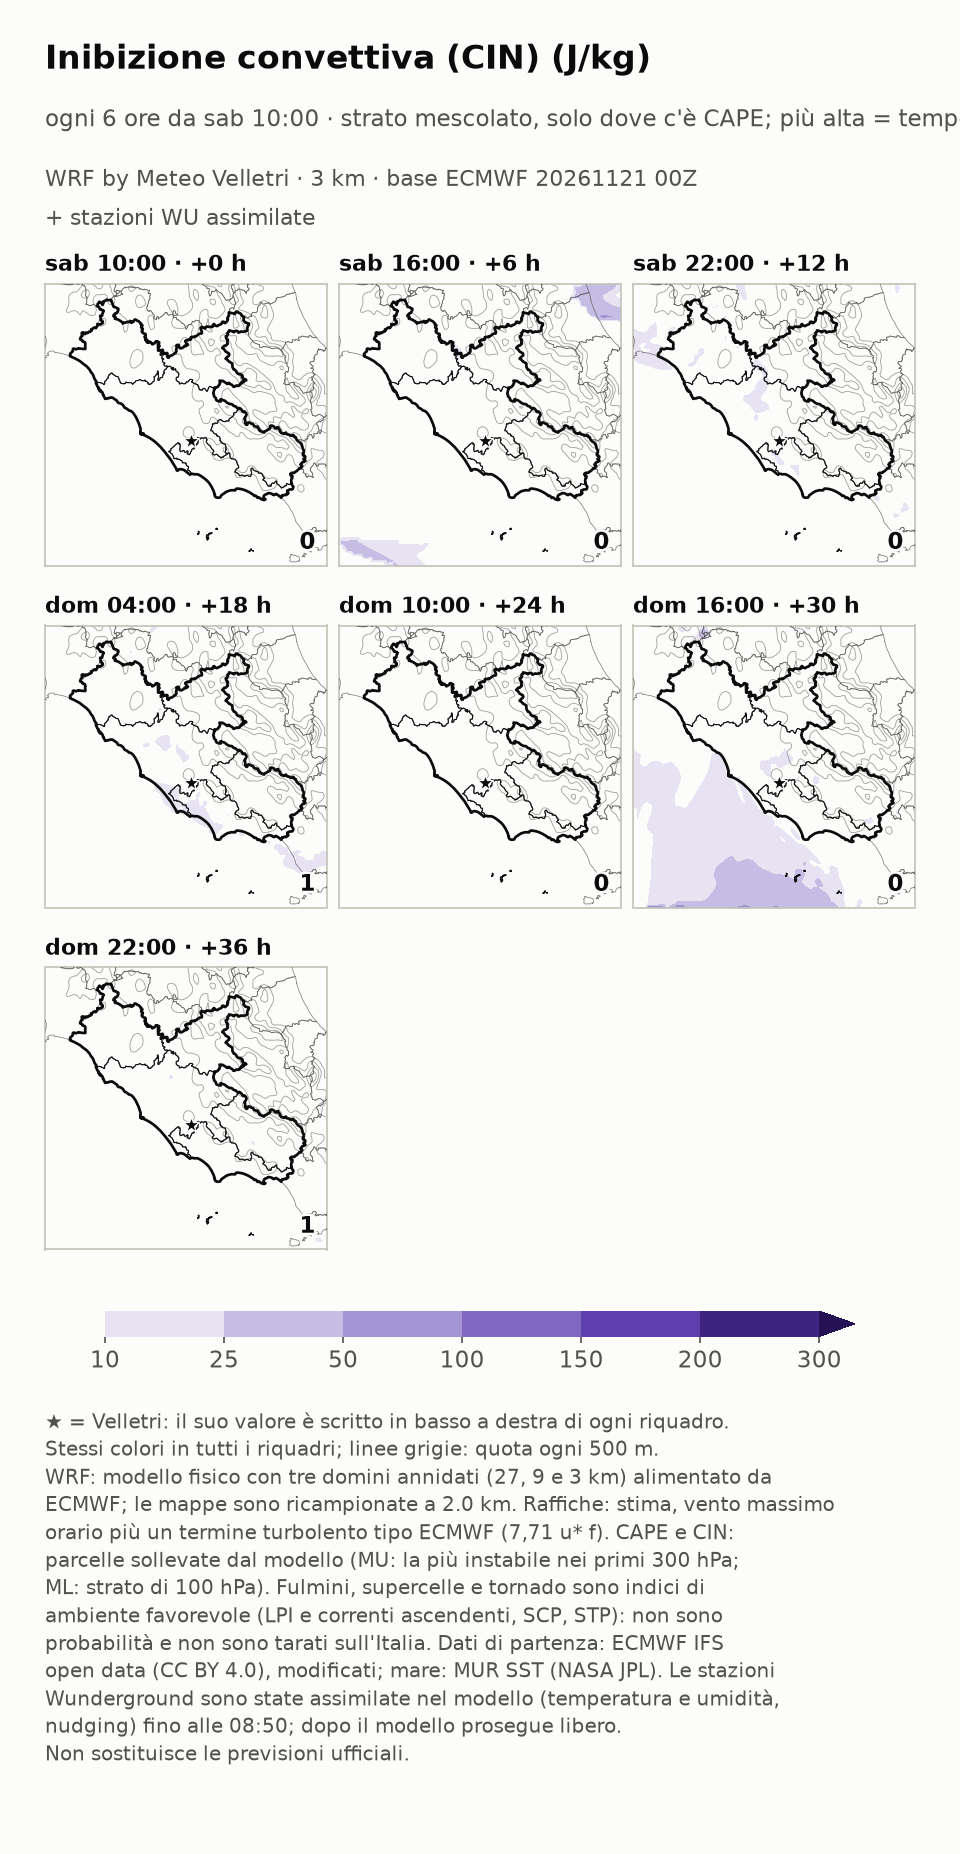 Inibizione convettiva (CIN) (J/kg)
ogni 6 ore da sab 10:00 · strato mescolato, solo dove c'è CAPE; più alta =
WRF by Meteo Velletri · 3 km · base ECMWF 20261121 00Z
+ stazioni WU assimilate
sab 10:00 · +0 h
sab 16:00 · +6 h
sab 22:00 · +12 h
0
0
0
dom 04:00 · +18 h
dom 10:00 · +24 h
dom 16:00 · +30 h
1
0
0
dom 22:00 · +36 h
1
10 25 50 100 150 200 300
★ = Velletri: il suo valore è scritto in basso a destra di ogni riquadro.
Stessi colori in tutti i riquadri; linee grigie: quota ogni 500 m.
WRF: modello fisico con tre domini annidati (27, 9 e 3 km) alimentato da
ECMWF; le mappe sono ricampionate a 2.0 km. Raffiche: stima, vento massimo
orario più un termine turbolento tipo ECMWF (7,71 u* f). CAPE e CIN:
parcelle sollevate dal modello (MU: la più instabile nei primi 300 hPa;
ML: strato di 100 hPa). Fulmini, supercelle e tornado sono indici di
ambiente favorevole (LPI e correnti ascendenti, SCP, STP): non sono
probabilità e non sono tarati sull'Italia. Dati di partenza: ECMWF IFS
open data (CC BY 4.0), modificati; mare: MUR SST (NASA JPL). Le stazioni
Wunderground sono state assimilate nel modello (temperatura e umidità,
nudging) fino alle 08:50; dopo il modello prosegue libero.
Non sostituisce le previsioni ufficiali.